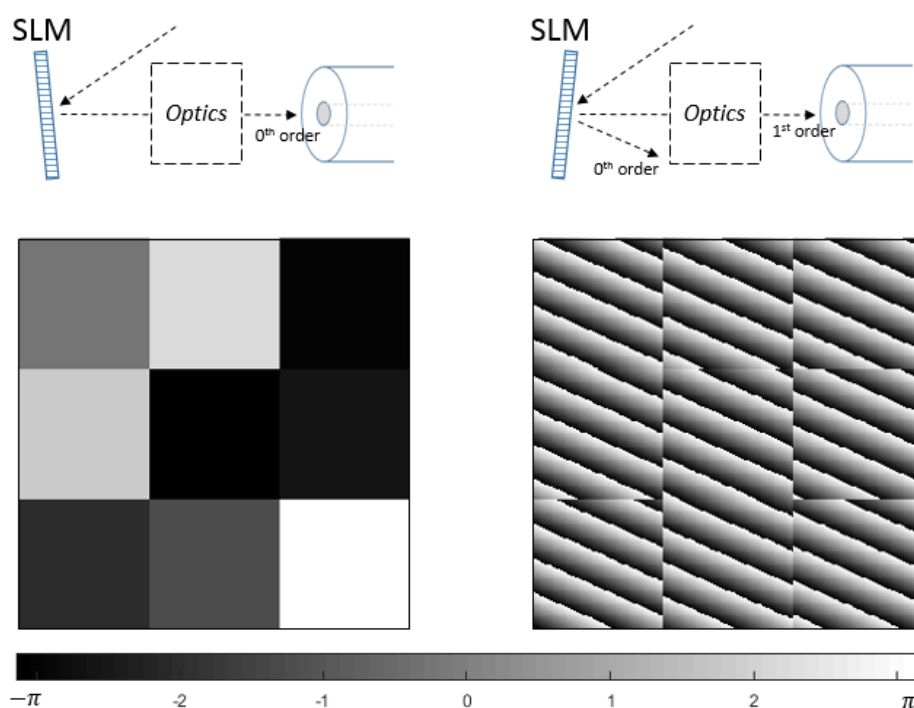 SLM
Optics
0th order
SLM
Optics
0th order
1st order
−π -2 -1 0 1 2 π